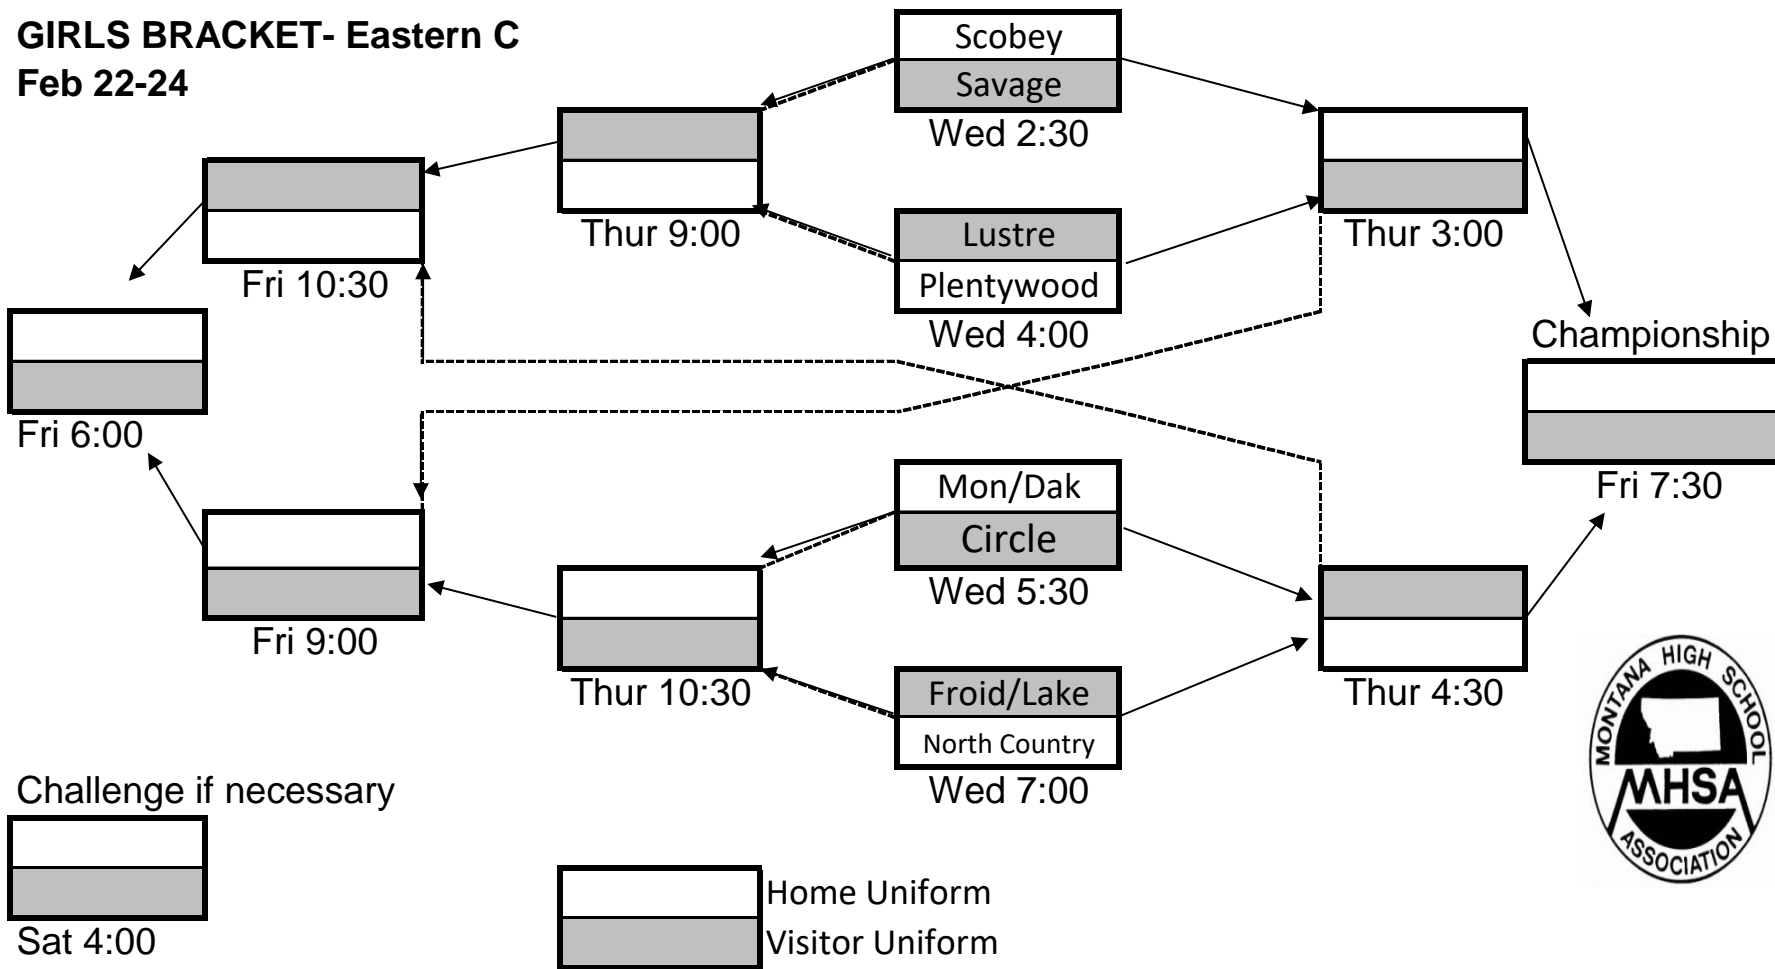 GIRLS BRACKET- Eastern C
Feb 22-24
Scobey
Savage
Wed 2:30
Thur 9:00
Lustre
Plentywood
Wed 4:00
Thur 3:00
Fri 10:30
Fri 6:00
Championship
Fri 7:30
Mon/Dak
Circle
Wed 5:30
Fri 9:00
Thur 10:30
Froid/Lake
North Country
Wed 7:00
Thur 4:30
MONTANA HIGH SCHOOL
MHSA
ASSOCIATION
Challenge if necessary
Sat 4:00
Home Uniform
Visitor Uniform